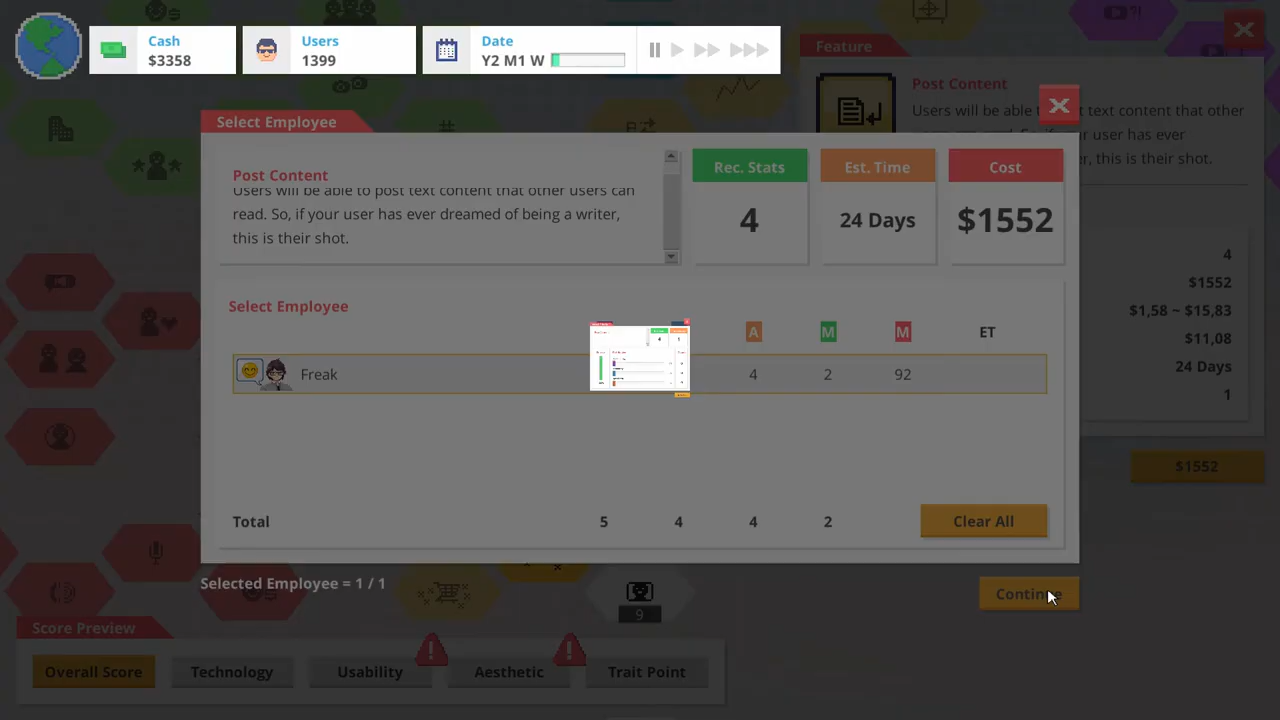 Cash
$3358
Users
1399
Date
Y2 M1 W
Feature
Post Content
Users will be able t t text content that other
user has ever
r, this is their shot.
Select Employee
Post Content
Users will be able to post text content that other users can
read. So, if your user has ever dreamed of being a writer,
this is their shot.
Rec. Stats
4
Est. Time
24 Days
Cost
$1552
Select Employee
A M M ET
Freak 4 2 92
Total 5 4 4 2
Clear All
Selected Employee = 1 / 1
Continue
4
$1552
$1,58 ~ $15,83
$11,08
24 Days
1
$1552
9
Score Preview
Overall Score
Technology
Usability
Aesthetic
Trait Point